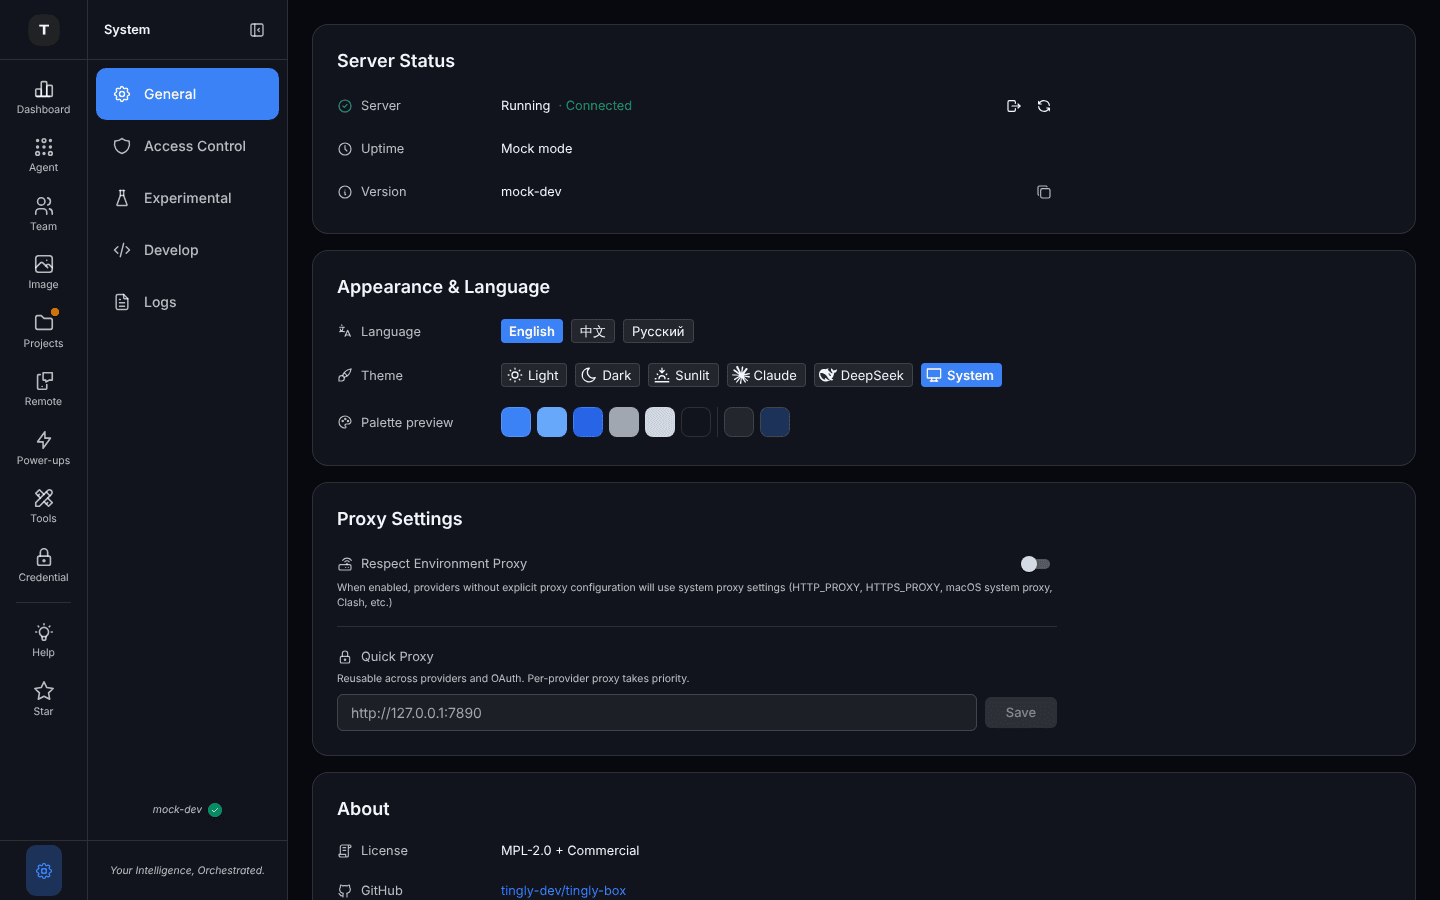 T
System
Dashboard
Agent
Team
Image
Projects
Remote
Power-ups
Tools
Credential
Help
Star
General
Access Control
Experimental
Develop
Logs
mock-dev
Your Intelligence, Orchestrated.
Server Status
Server
Running · Connected
Uptime
Mock mode
Version
mock-dev
Appearance & Language
Language
English
中文
Русский
Theme
Light
Dark
Sunlit
Claude
DeepSeek
System
Palette preview
Proxy Settings
Respect Environment Proxy
When enabled, providers without explicit proxy configuration will use system proxy settings (HTTP_PROXY, HTTPS_PROXY, macOS system proxy,
Clash, etc.)
Quick Proxy
Reusable across providers and OAuth. Per-provider proxy takes priority.
http://127.0.0.1:7890
Save
About
License
MPL-2.0 + Commercial
GitHub
tingly-dev/tingly-box